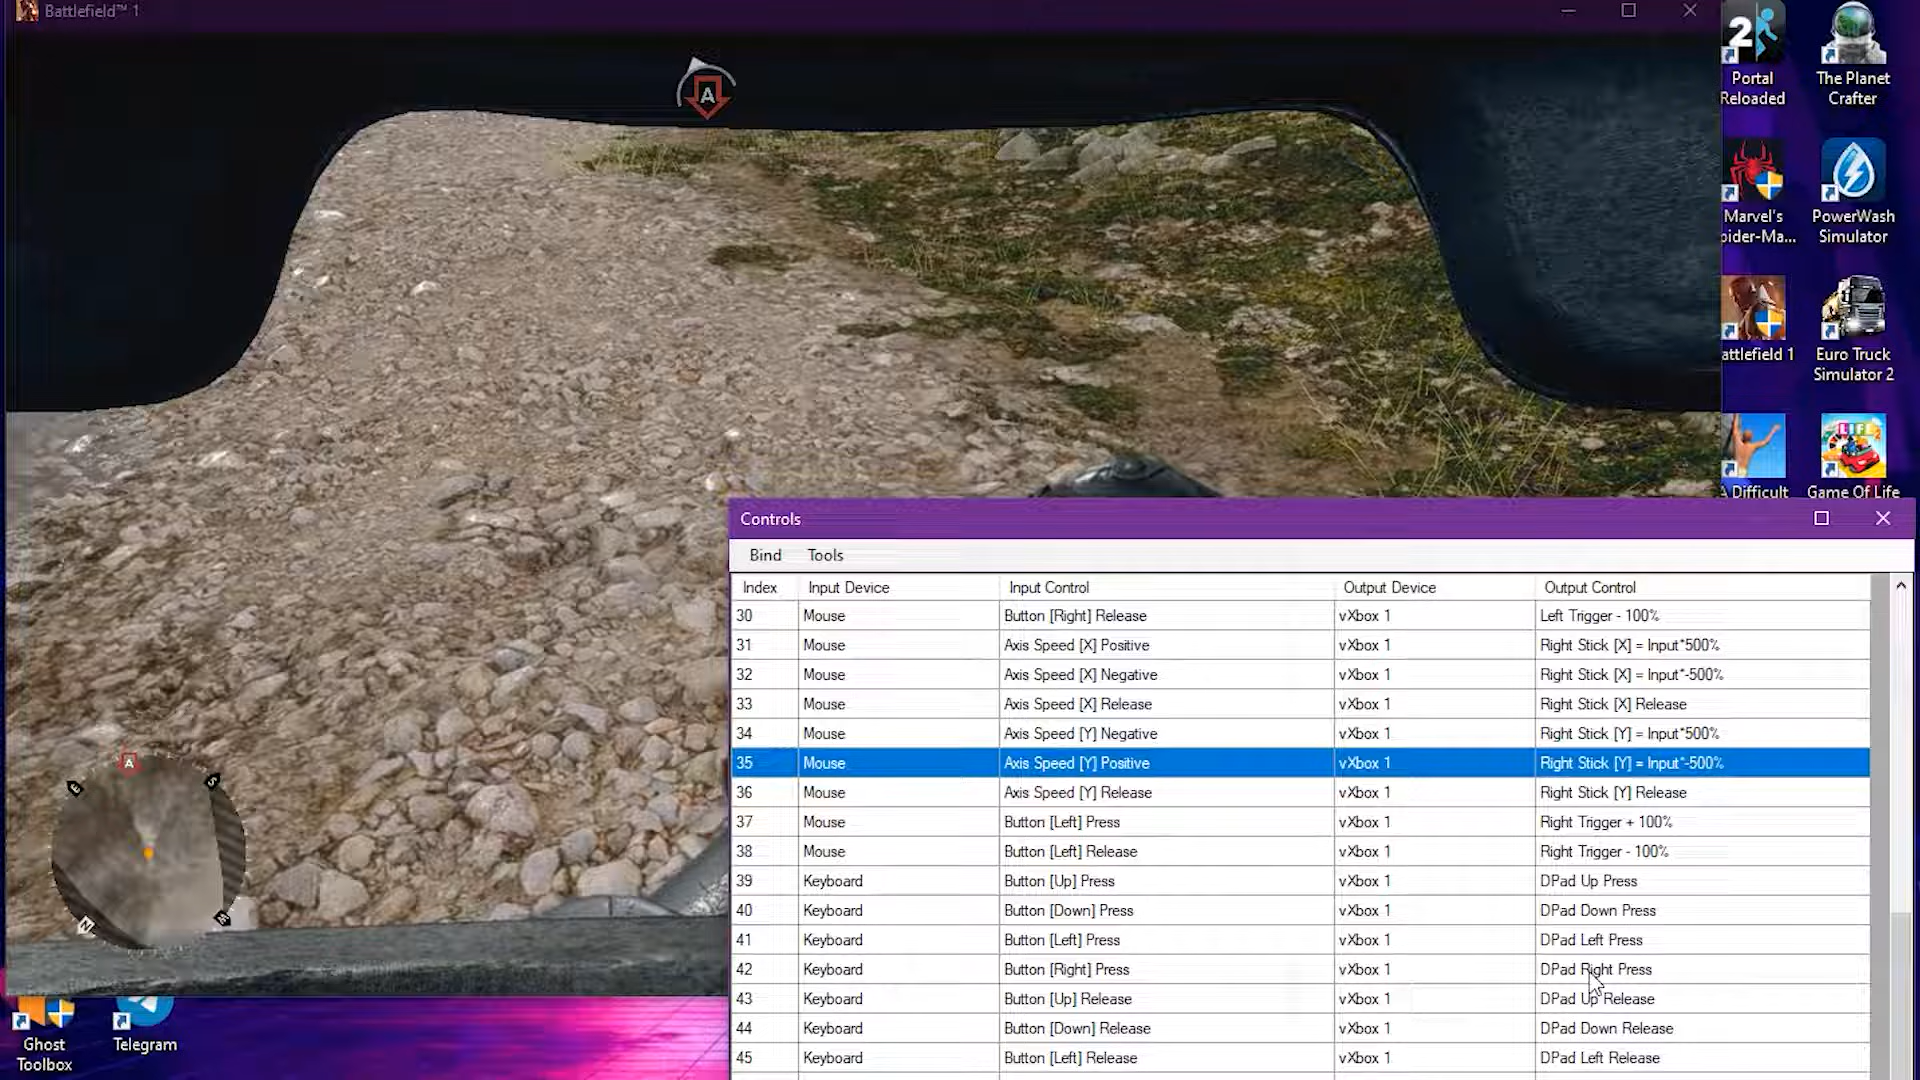 Battlefield™ 1
A
A
E
S
N
W
2
Portal
Reloaded
The Planet
Crafter
Marvel's
pider-Ma...
PowerWash
Simulator
attlefield 1
Euro Truck
Simulator 2
LIFE
A Difficult
Game Of Life
Ghost
Toolbox
Telegram
Controls
Bind Tools
Index Input Device Input Control Output Device Output Control
30 Mouse Button [Right] Release vXbox 1 Left Trigger - 100%
31 Mouse Axis Speed [X] Positive vXbox 1 Right Stick [X] = Input*500%
32 Mouse Axis Speed [X] Negative vXbox 1 Right Stick [X] = Input*-500%
33 Mouse Axis Speed [X] Release vXbox 1 Right Stick [X] Release
34 Mouse Axis Speed [Y] Negative vXbox 1 Right Stick [Y] = Input*500%
35 Mouse Axis Speed [Y] Positive vXbox 1 Right Stick [Y] = Input*-500%
36 Mouse Axis Speed [Y] Release vXbox 1 Right Stick [Y] Release
37 Mouse Button [Left] Press vXbox 1 Right Trigger + 100%
38 Mouse Button [Left] Release vXbox 1 Right Trigger - 100%
39 Keyboard Button [Up] Press vXbox 1 DPad Up Press
40 Keyboard Button [Down] Press vXbox 1 DPad Down Press
41 Keyboard Button [Left] Press vXbox 1 DPad Left Press
42 Keyboard Button [Right] Press vXbox 1 DPad Right Press
43 Keyboard Button [Up] Release vXbox 1 DPad Up Release
44 Keyboard Button [Down] Release vXbox 1 DPad Down Release
45 Keyboard Button [Left] Release vXbox 1 DPad Left Release